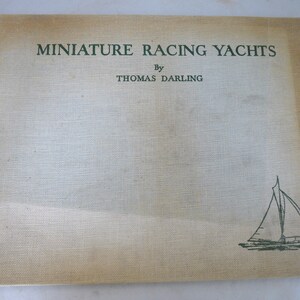 MINIATURE RACING YACHTS
By
THOMAS DARLING